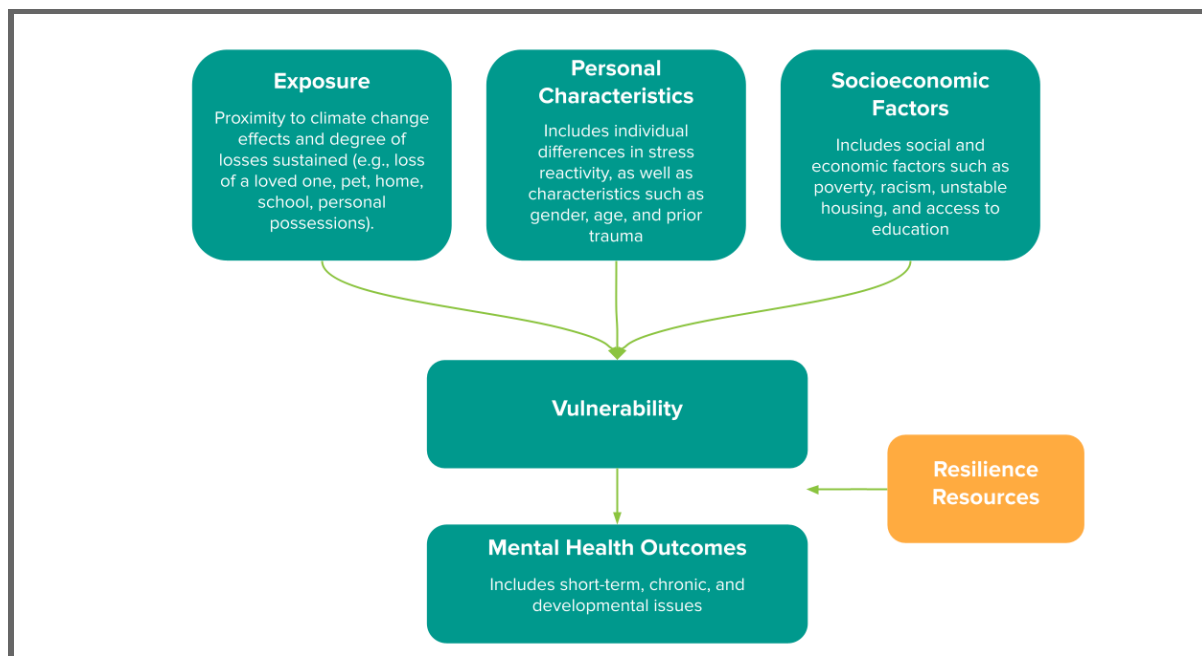 Exposure
Proximity to climate change
effects and degree of
losses sustained (e.g., loss
of a loved one, pet, home,
school, personal
possessions).
Personal
Characteristics
Includes individual
differences in stress
reactivity, as well as
characteristics such as
gender, age, and prior
trauma
Socioeconomic
Factors
Includes social and
economic factors such as
poverty, racism, unstable
housing, and access to
education
Vulnerability
Resilience
Resources
Mental Health Outcomes
Includes short-term, chronic, and
developmental issues